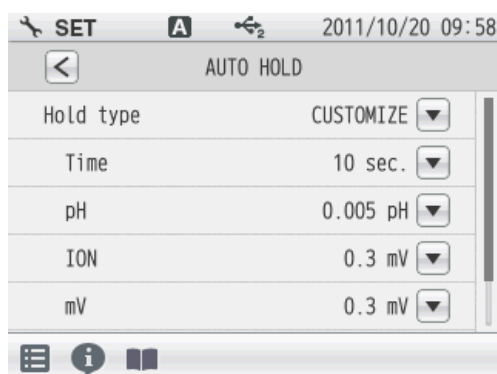 SET A 2 2011/10/20 09:58
AUTO HOLD
Hold type CUSTOMIZE
Time 10 sec.
pH 0.005 pH
ION 0.3 mV
mV 0.3 mV